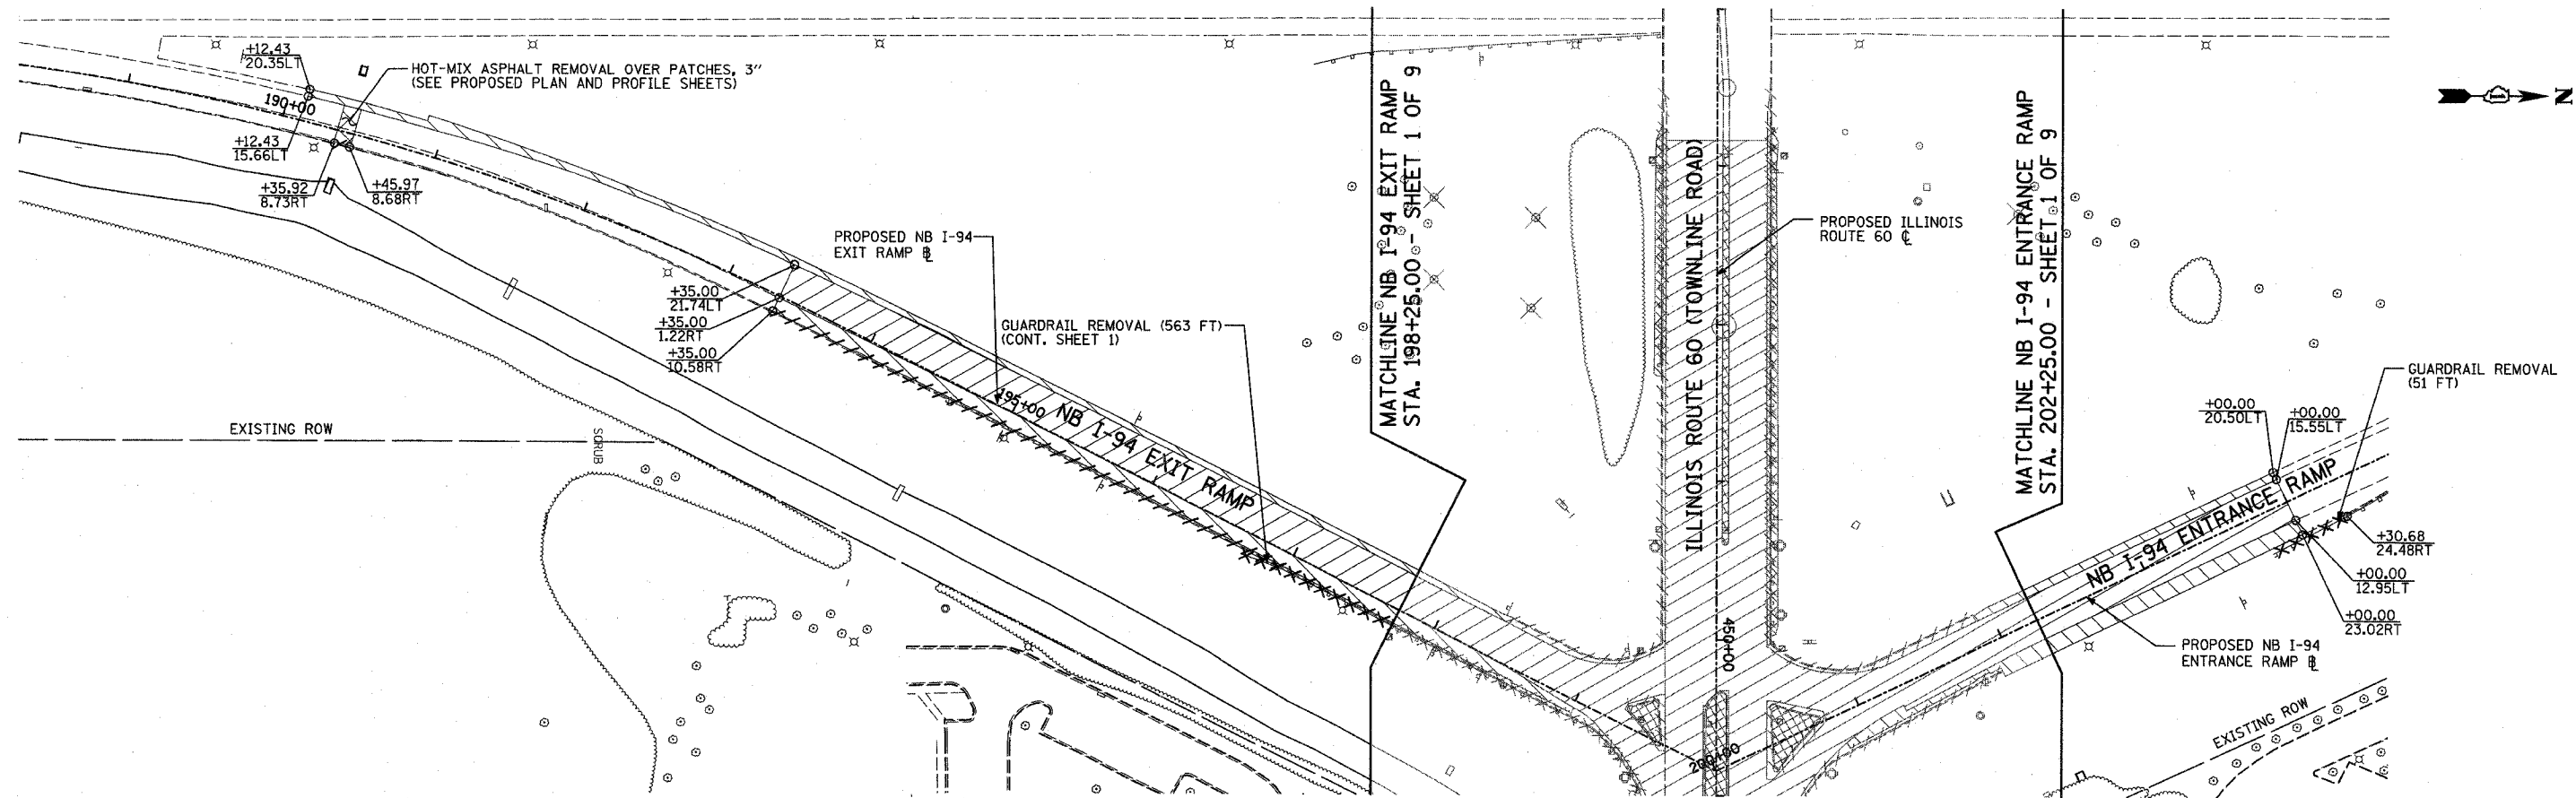 +12.43
20.35LT
HOT-MIX ASPHALT REMOVAL OVER PATCHES, 3"
(SEE PROPOSED PLAN AND PROFILE SHEETS)
190+00
+12.43
15.66LT
+35.92
8.73RT
+45.97
8.68RT
PROPOSED NB I-94
EXIT RAMP ℄
+35.00
21.74LT
+35.00
1.22RT
+35.00
10.58RT
GUARDRAIL REMOVAL (563 FT)
(CONT. SHEET 1)
195+00
NB I-94 EXIT RAMP
EXISTING ROW
SCRUB
MATCHLINE NB I-94 EXIT RAMP
STA. 198+25.00 - SHEET 1 OF 9
ILLINOIS ROUTE 60 (TOWNLINE ROAD)
PROPOSED ILLINOIS
ROUTE 60 ℄
450+00
200+00
MATCHLINE NB I-94 ENTRANCE RAMP
STA. 202+25.00 - SHEET 1 OF 9
N
GUARDRAIL REMOVAL
(51 FT)
+00.00
20.50LT
+00.00
15.55LT
NB I-94 ENTRANCE RAMP
+30.68
24.48RT
+00.00
12.95LT
+00.00
23.02RT
PROPOSED NB I-94
ENTRANCE RAMP ℄
EXISTING ROW